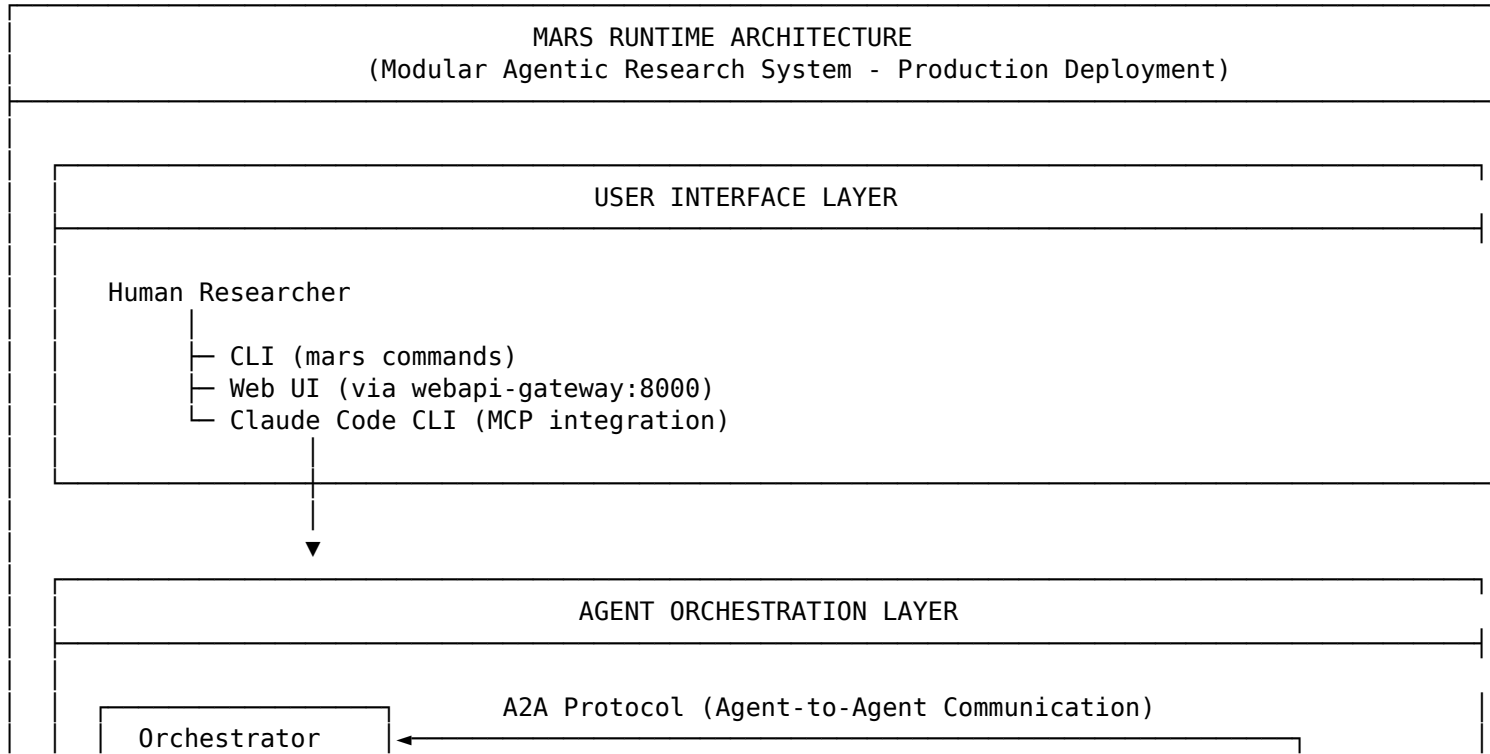 MARS RUNTIME ARCHITECTURE
(Modular Agentic Research System - Production Deployment)
USER INTERFACE LAYER
Human Researcher
CLI (mars commands)
Web UI (via webapi-gateway:8000)
Claude Code CLI (MCP integration)
AGENT ORCHESTRATION LAYER
A2A Protocol (Agent-to-Agent Communication)
Orchestrator